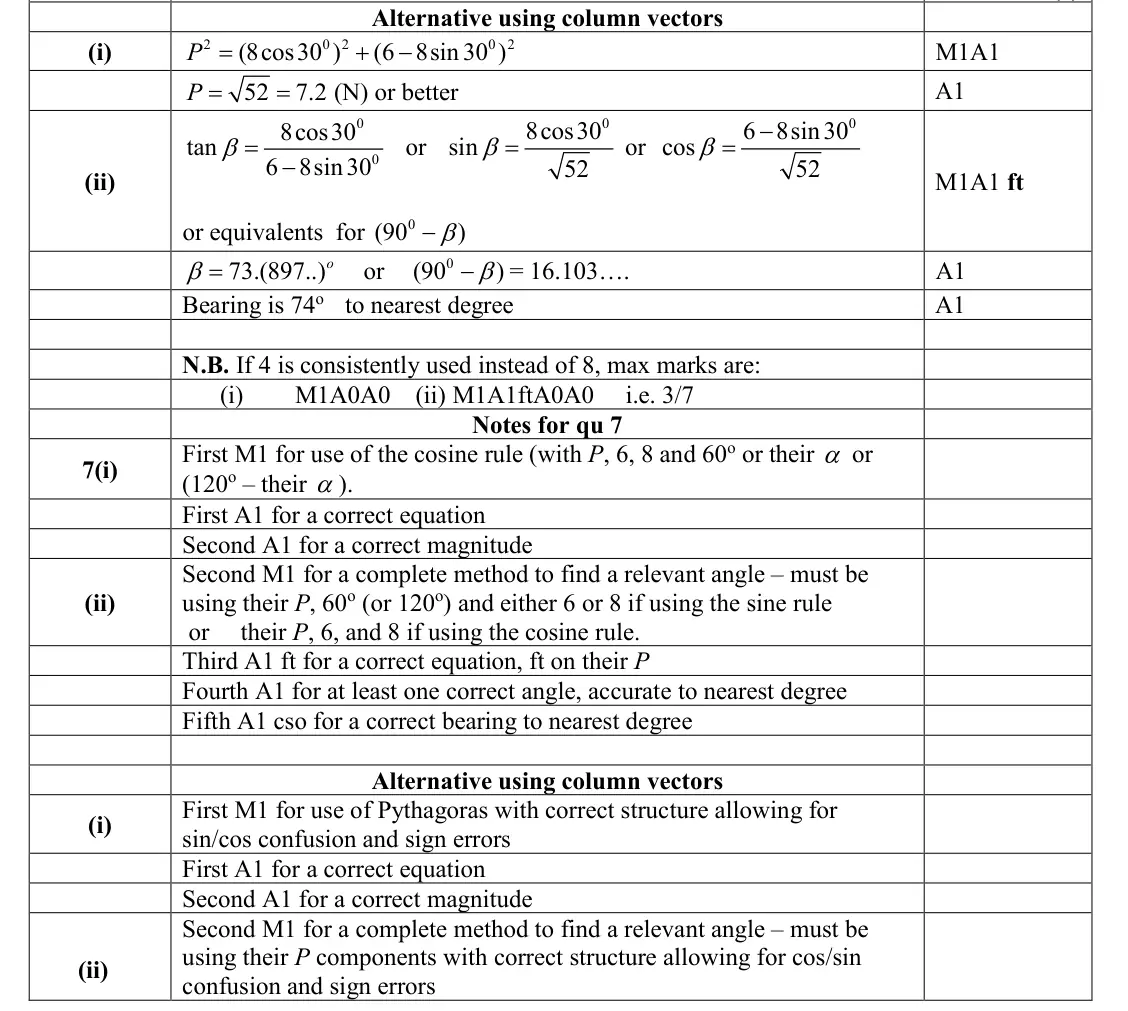 Alternative using column vectors
(i) P² = (8cos30⁰)² + (6 − 8sin30⁰)² M1A1
P = √52 = 7.2 (N) or better A1
(ii) tan β = 8cos30⁰ / (6 − 8sin30⁰) or sin β = 8cos30⁰ / √52 or cos β = (6 − 8sin30⁰) / √52 M1A1 ft
or equivalents for (90⁰ − β)
β = 73.(897..)ᵒ or (90⁰ − β) = 16.103…. A1
Bearing is 74º to nearest degree A1
N.B. If 4 is consistently used instead of 8, max marks are:
(i) M1A0A0 (ii) M1A1ftA0A0 i.e. 3/7
Notes for qu 7
7(i) First M1 for use of the cosine rule (with P, 6, 8 and 60º or their α or
(120º – their α ).
First A1 for a correct equation
Second A1 for a correct magnitude
(ii) Second M1 for a complete method to find a relevant angle – must be
using their P, 60º (or 120º) and either 6 or 8 if using the sine rule
or their P, 6, and 8 if using the cosine rule.
Third A1 ft for a correct equation, ft on their P
Fourth A1 for at least one correct angle, accurate to nearest degree
Fifth A1 cso for a correct bearing to nearest degree
Alternative using column vectors
(i) First M1 for use of Pythagoras with correct structure allowing for
sin/cos confusion and sign errors
First A1 for a correct equation
Second A1 for a correct magnitude
(ii) Second M1 for a complete method to find a relevant angle – must be
using their P components with correct structure allowing for cos/sin
confusion and sign errors